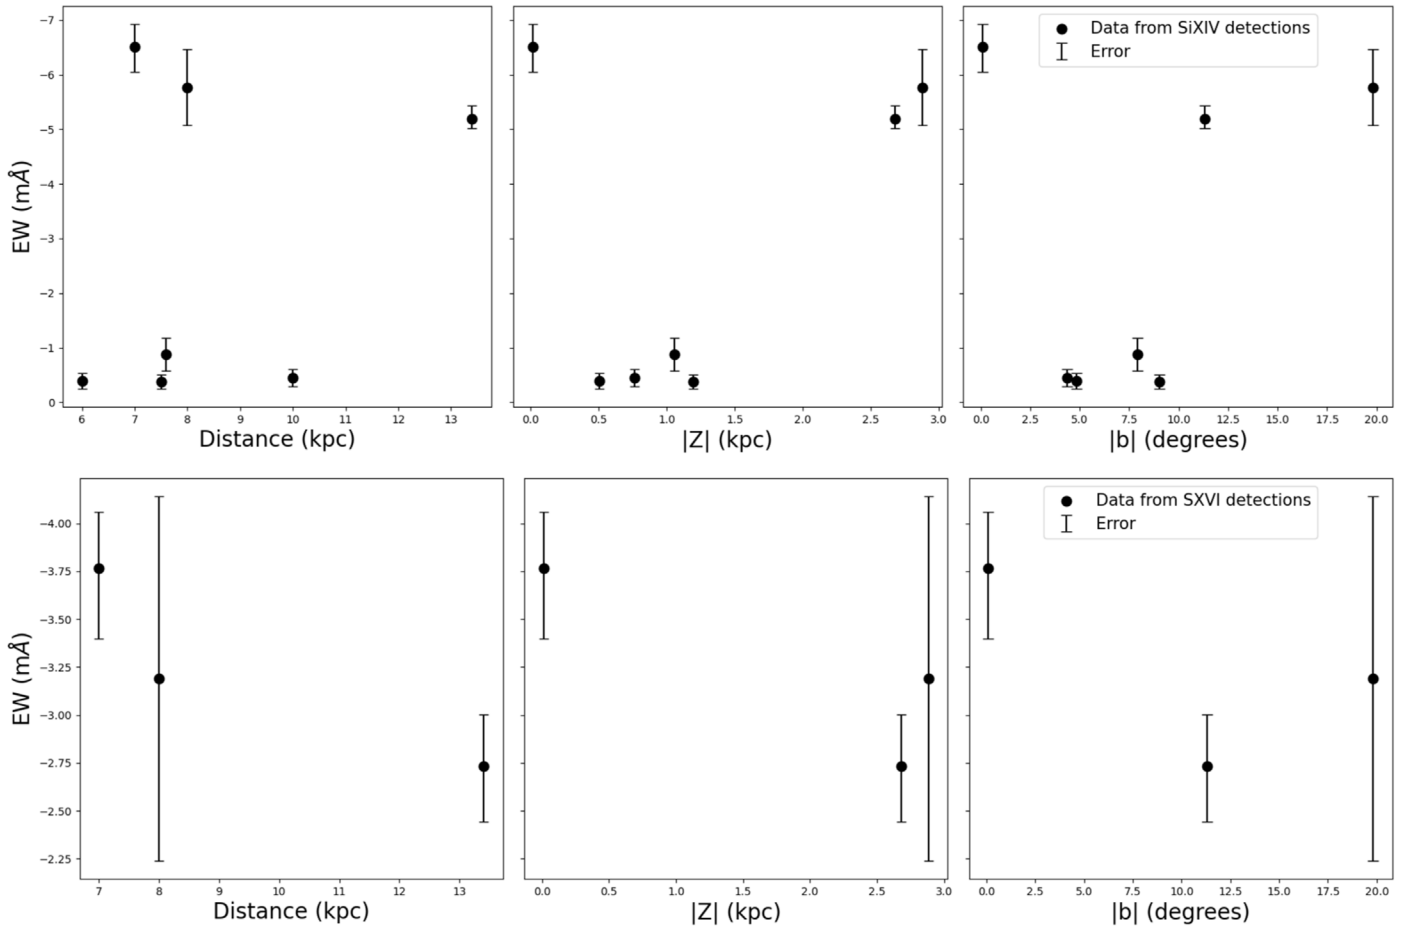 Data from SiXIV detections
Error
EW (mÅ)
−7
−6
−5
−4
−3
−2
−1
0
6 7 8 9 10 11 12 13
0.0 0.5 1.0 1.5 2.0 2.5 3.0
0.0 2.5 5.0 7.5 10.0 12.5 15.0 17.5 20.0
Distance (kpc)
|Z| (kpc)
|b| (degrees)
Data from SXVI detections
Error
EW (mÅ)
−4.00
−3.75
−3.50
−3.25
−3.00
−2.75
−2.50
−2.25
7 8 9 10 11 12 13
0.0 0.5 1.0 1.5 2.0 2.5 3.0
0.0 2.5 5.0 7.5 10.0 12.5 15.0 17.5 20.0
Distance (kpc)
|Z| (kpc)
|b| (degrees)